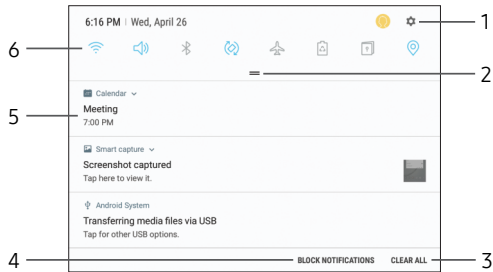 6:16 PM | Wed, April 26
1
6
2
Calendar
Meeting
7:00 PM
5
Smart capture
Screenshot captured
Tap here to view it.
Android System
Transferring media files via USB
Tap for other USB options.
4
BLOCK NOTIFICATIONS CLEAR ALL
3